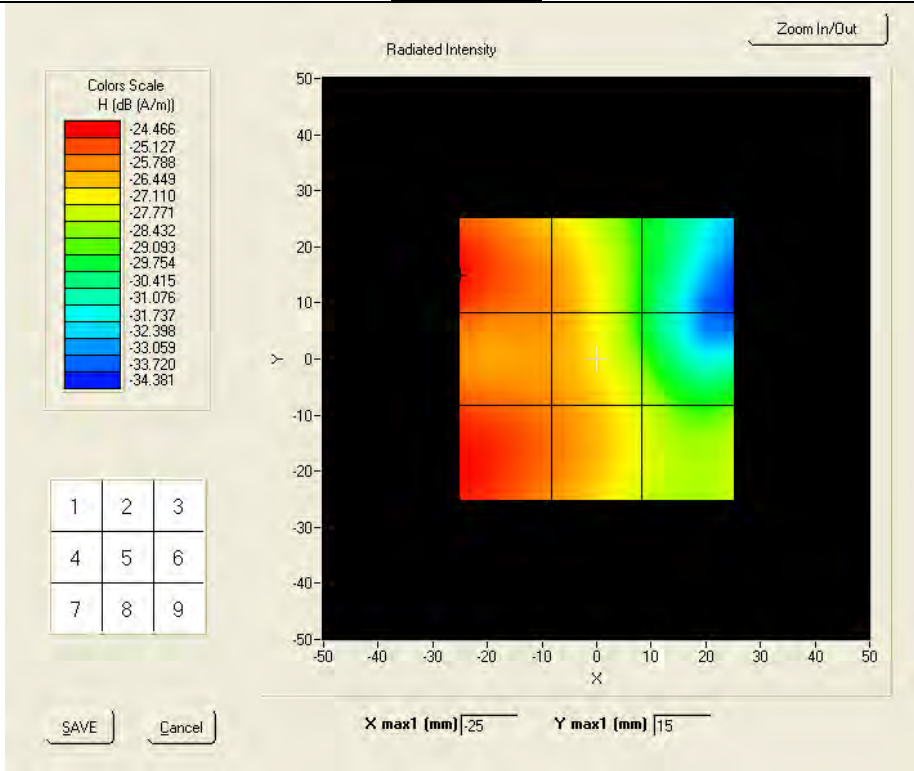 Zoom In/Out
Radiated Intensity
Colors Scale
H (dB (A/m))
-24.466
-25.127
-25.788
-26.449
-27.110
-27.771
-28.432
-29.093
-29.754
-30.415
-31.076
-31.737
-32.398
-33.059
-33.720
-34.381
1 2 3
4 5 6
7 8 9
50
40
30
20
10
0
-10
-20
-30
-40
-50
Y
-50 -40 -30 -20 -10 0 10 20 30 40 50
X
SAVE
Cancel
X max1 (mm) -25
Y max1 (mm) 15